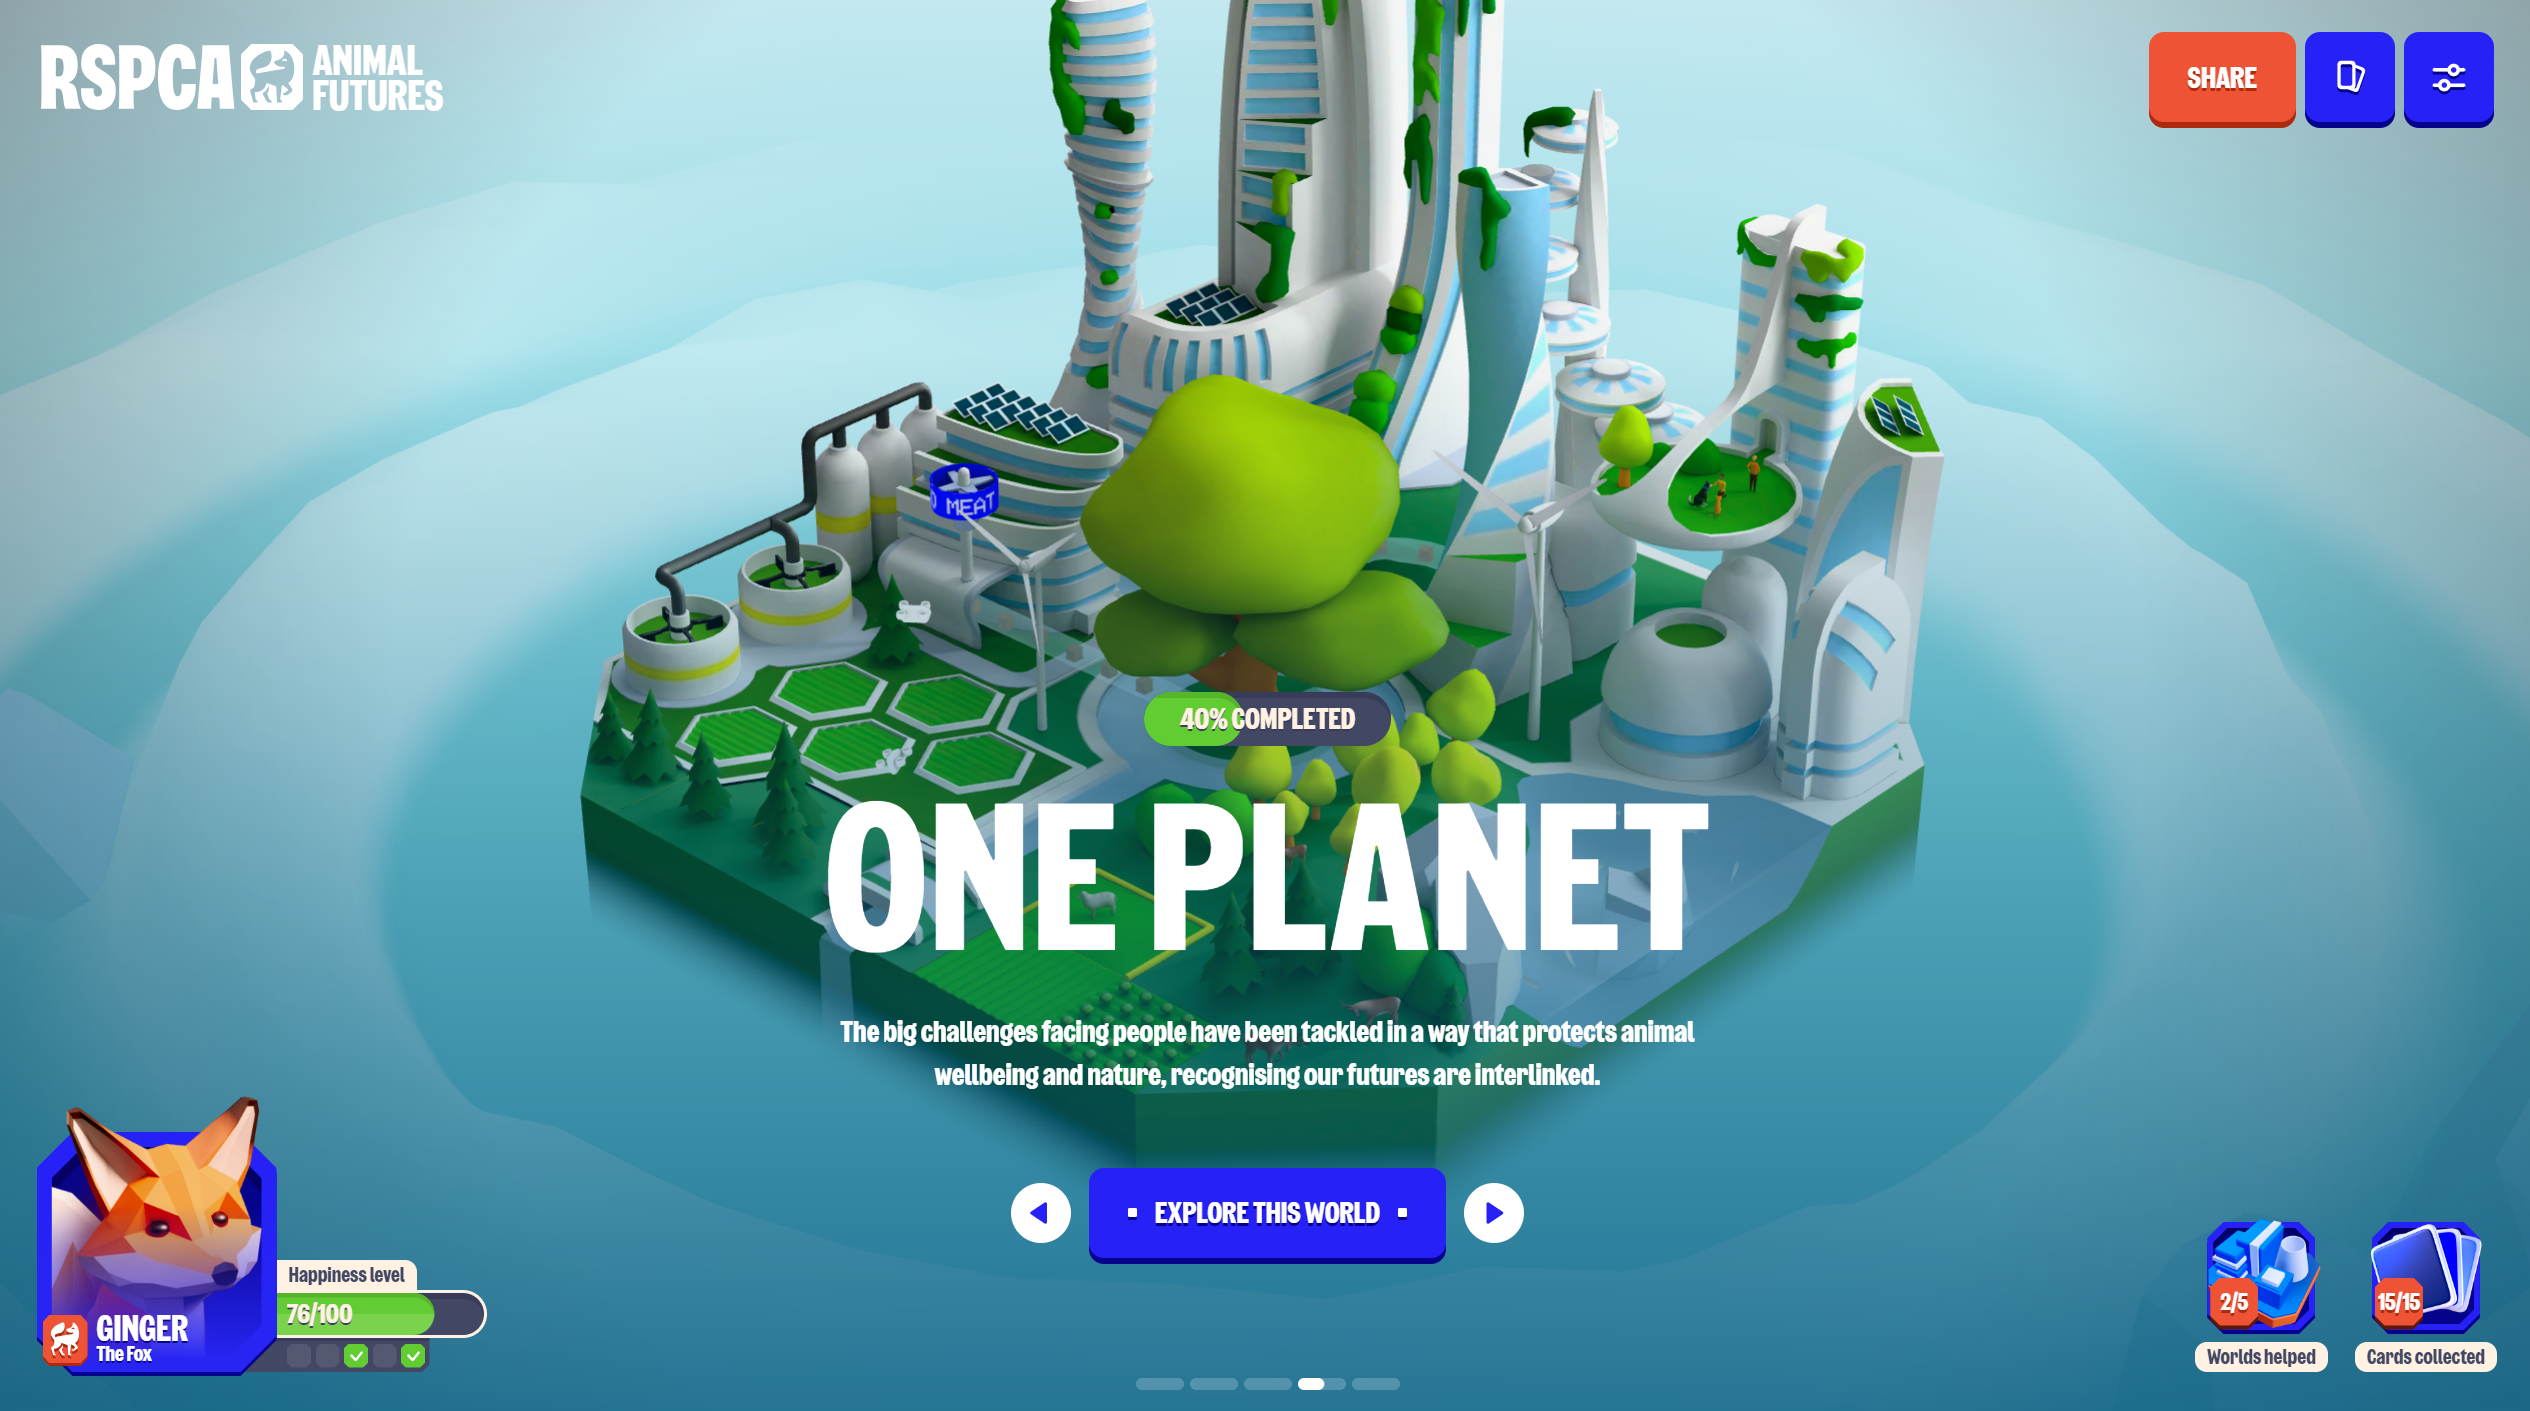 RSPCA ANIMAL
FUTURES
SHARE
MEAT
40% COMPLETED
ONE PLANET
The big challenges facing people have been tackled in a way that protects animal
wellbeing and nature, recognising our futures are interlinked.
EXPLORE THIS WORLD
Happiness level
76/100
GINGER
The Fox
2/5
15/15
Worlds helped
Cards collected